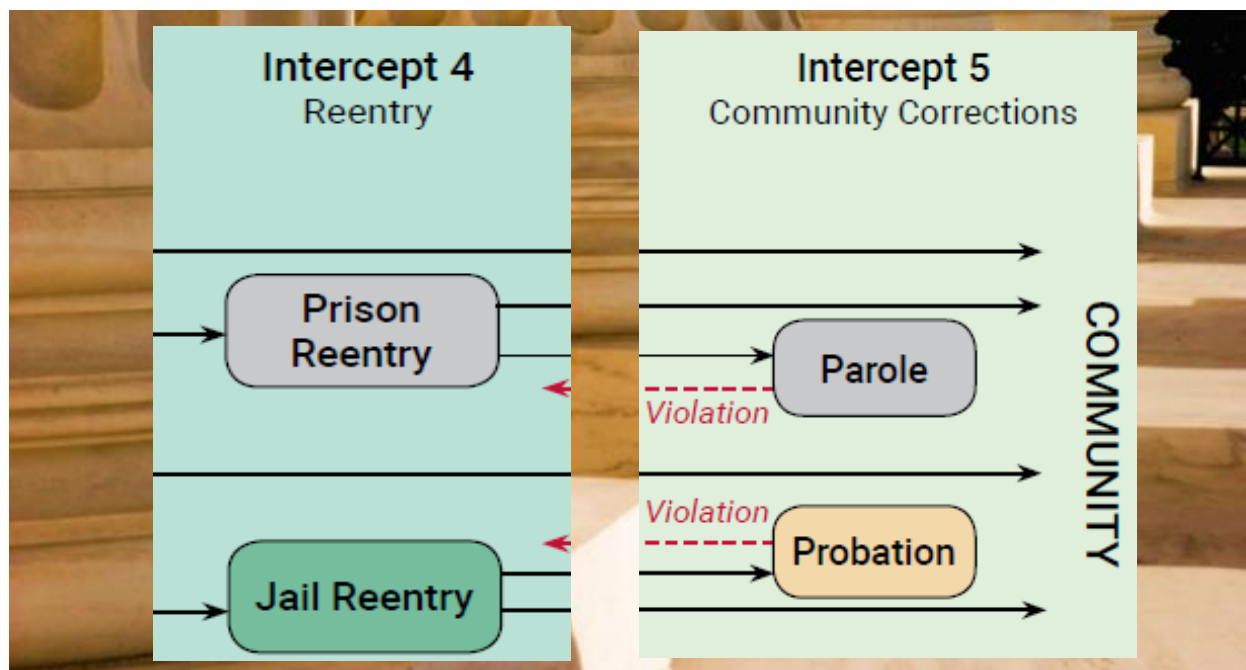 Intercept 4
Reentry
Prison
Reentry
Jail Reentry
Intercept 5
Community Corrections
Parole
Violation
Violation
Probation
COMMUNITY